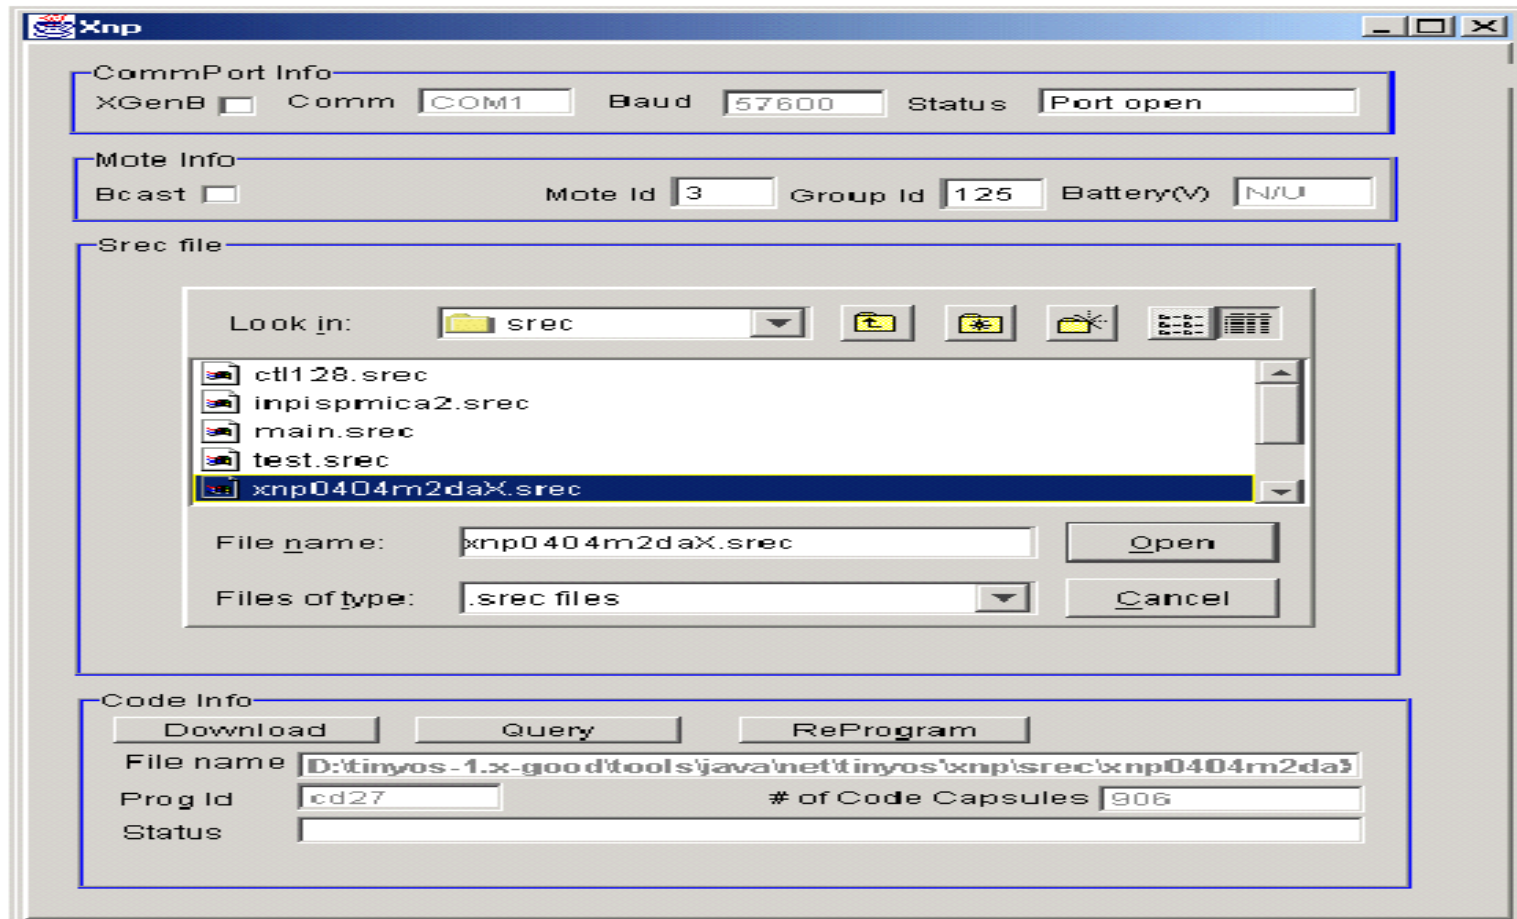 Xnp
CommPort Info
XGenB Comm COM1 Baud 57600 Status Port open
Mote Info
Bcast Mote Id 3 Group Id 125 Battery(V) N/U
Srec file
Look in: srec
ctl128.srec
inpispmica2.srec
main.srec
test.srec
xnp0404m2daX.srec
File name: xnp0404m2daX.srec Open
Files of type: .srec files Cancel
Code Info
Download Query ReProgram
File name D:\tinyos-1.x-good\tools\java\net\tinyos\xnp\srec\xnp0404m2daX
Prog Id cd27 # of Code Capsules 906
Status